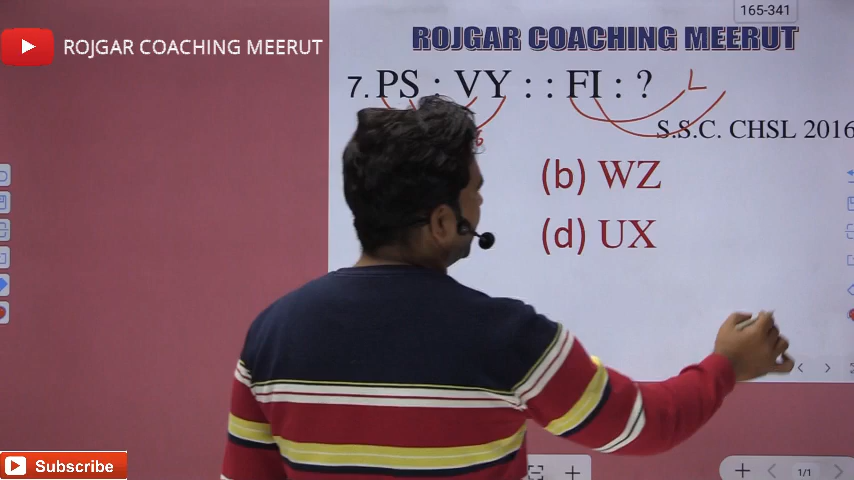 165-341
ROJGAR COACHING MEERUT
ROJGAR COACHING MEERUT
7. PS : VY : : FI : ? L
S.S.C. CHSL 2016
6
(b) WZ
(d) UX
Subscribe
1/1